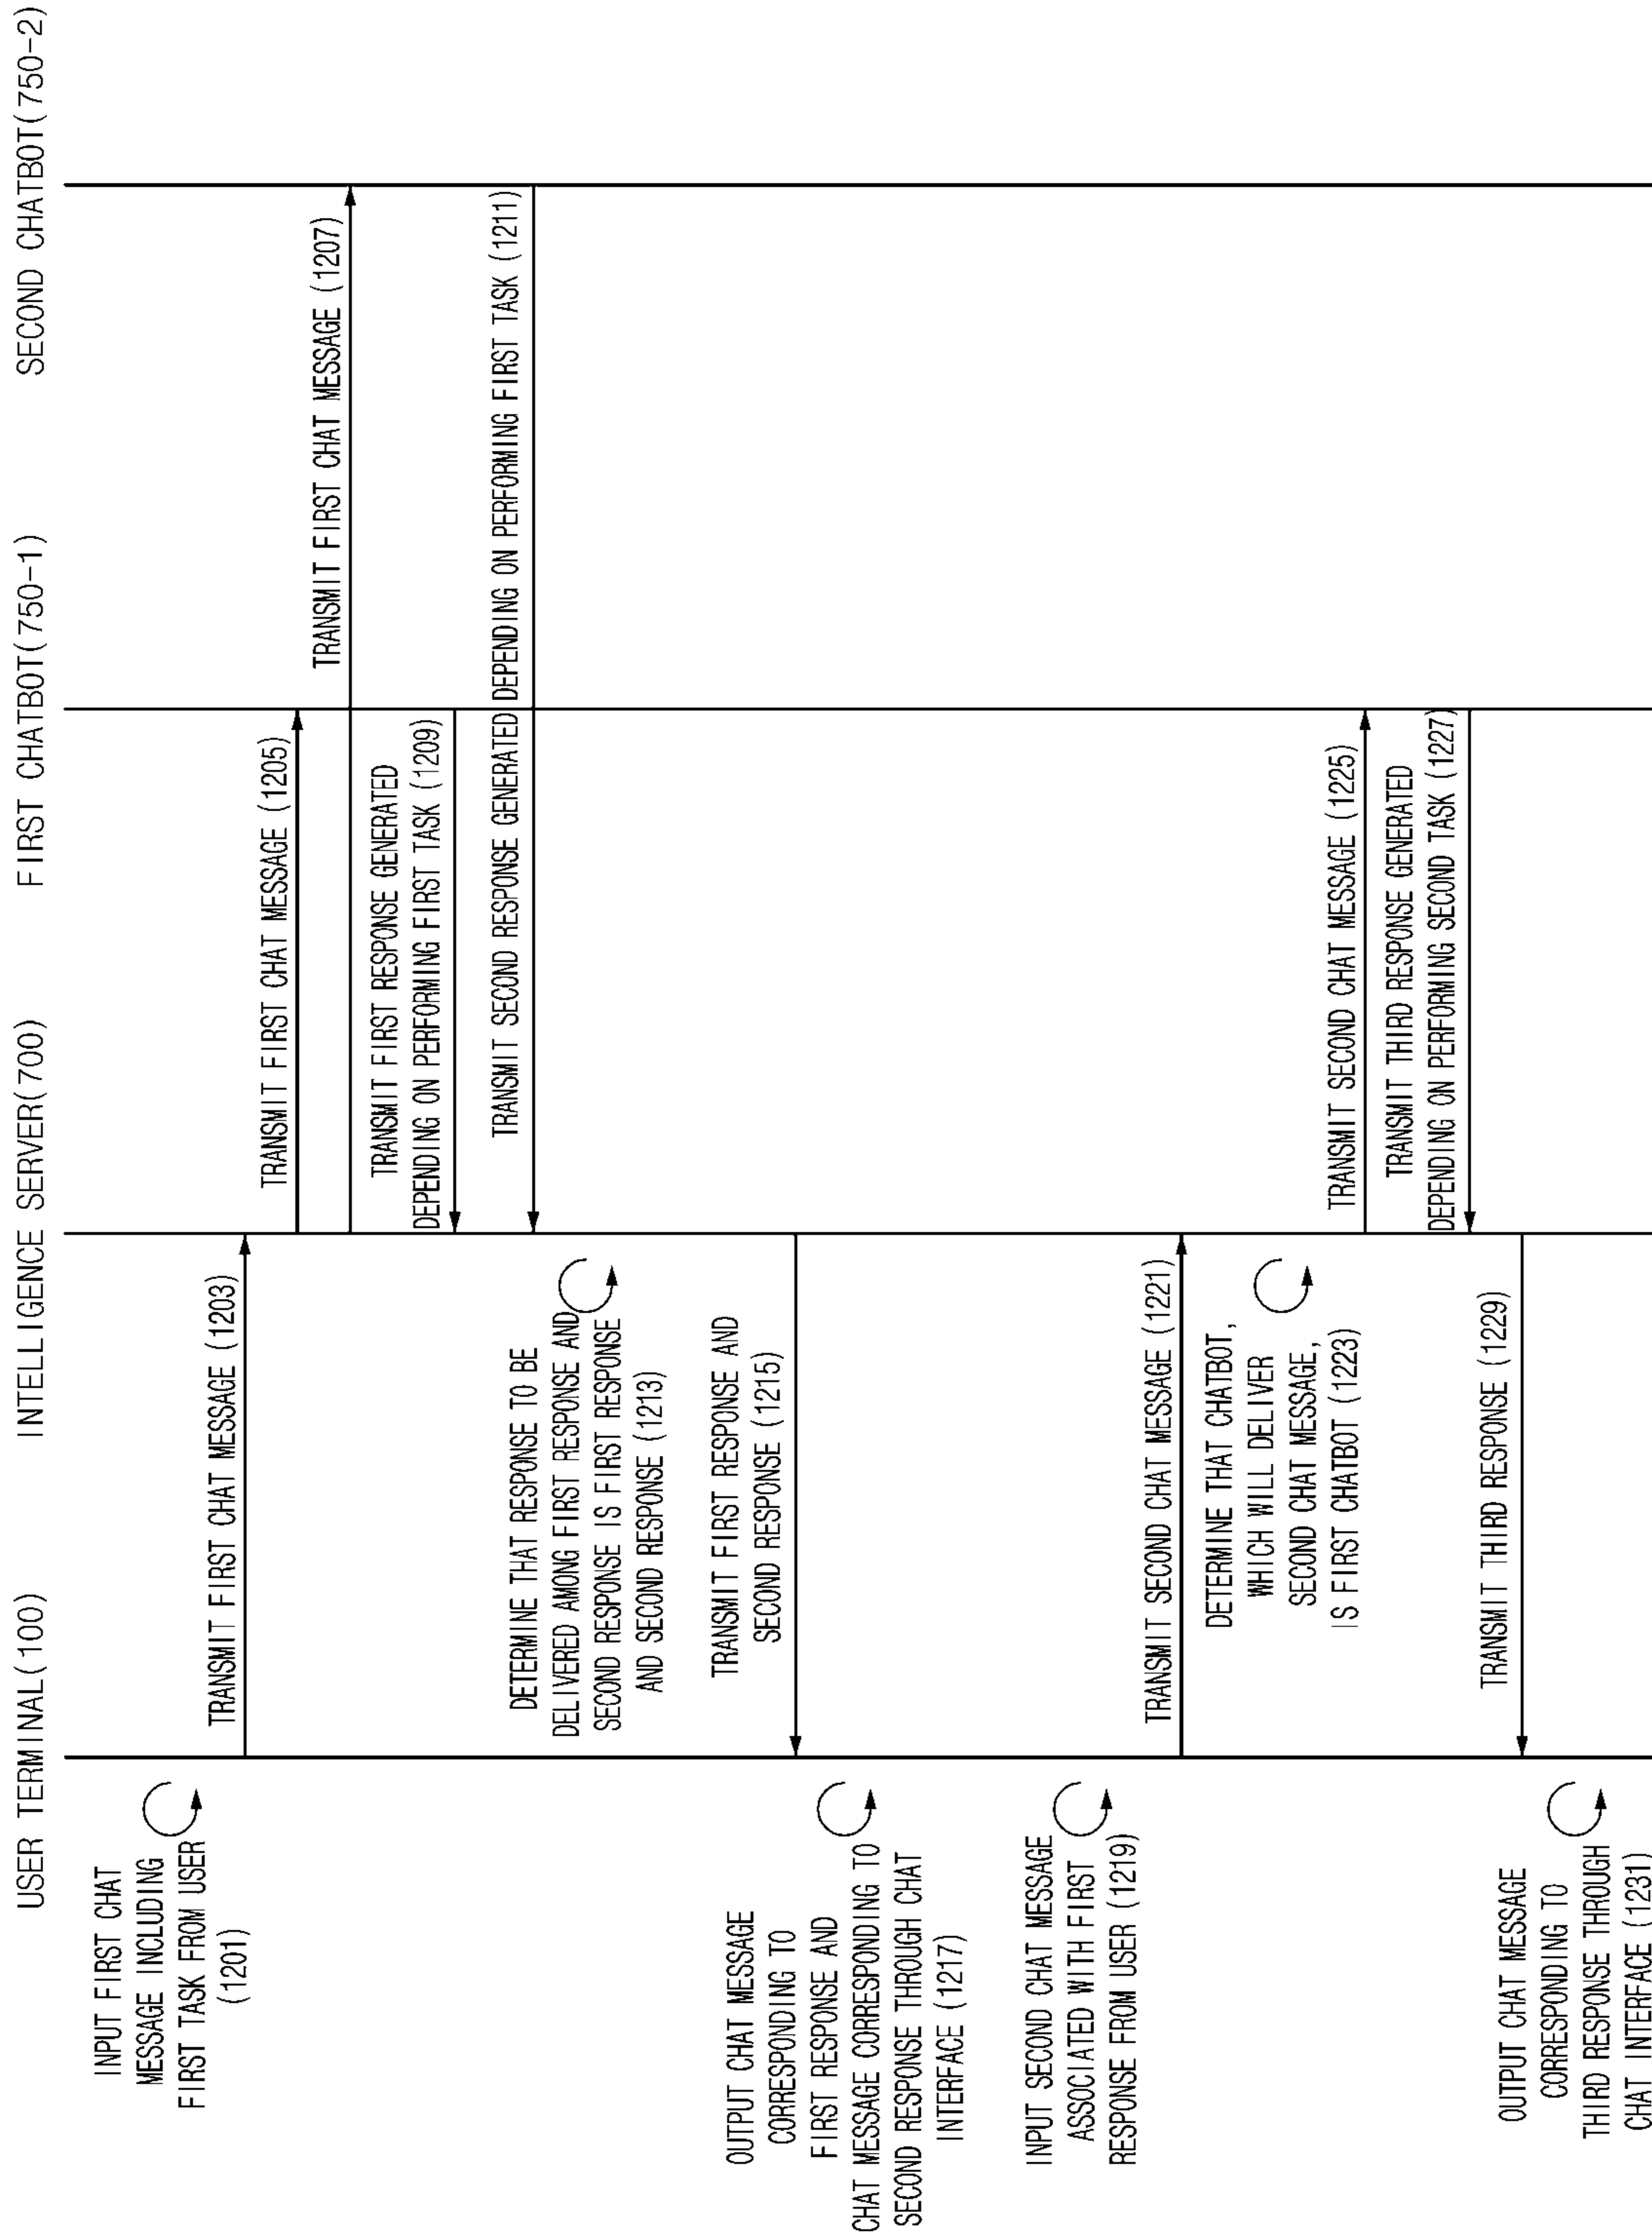 USER TERMINAL(100)
INTELLIGENCE SERVER(700)
FIRST CHATBOT(750-1)
SECOND CHATBOT(750-2)
INPUT FIRST CHAT
MESSAGE INCLUDING
FIRST TASK FROM USER
(1201)
TRANSMIT FIRST CHAT MESSAGE (1203)
TRANSMIT FIRST CHAT MESSAGE (1205)
TRANSMIT FIRST CHAT MESSAGE (1207)
TRANSMIT FIRST RESPONSE GENERATED
DEPENDING ON PERFORMING FIRST TASK (1209)
TRANSMIT SECOND RESPONSE GENERATED DEPENDING ON PERFORMING FIRST TASK (1211)
DETERMINE THAT RESPONSE TO BE
DELIVERED AMONG FIRST RESPONSE AND
SECOND RESPONSE IS FIRST RESPONSE
AND SECOND RESPONSE (1213)
TRANSMIT FIRST RESPONSE AND
SECOND RESPONSE (1215)
OUTPUT CHAT MESSAGE
CORRESPONDING TO
FIRST RESPONSE AND
CHAT MESSAGE CORRESPONDING TO
SECOND RESPONSE THROUGH CHAT
INTERFACE (1217)
INPUT SECOND CHAT MESSAGE
ASSOCIATED WITH FIRST
RESPONSE FROM USER (1219)
TRANSMIT SECOND CHAT MESSAGE (1221)
DETERMINE THAT CHATBOT,
WHICH WILL DELIVER
SECOND CHAT MESSAGE,
IS FIRST CHATBOT (1223)
TRANSMIT SECOND CHAT MESSAGE (1225)
TRANSMIT THIRD RESPONSE GENERATED
DEPENDING ON PERFORMING SECOND TASK (1227)
TRANSMIT THIRD RESPONSE (1229)
OUTPUT CHAT MESSAGE
CORRESPONDING TO
THIRD RESPONSE THROUGH
CHAT INTERFACE (1231)